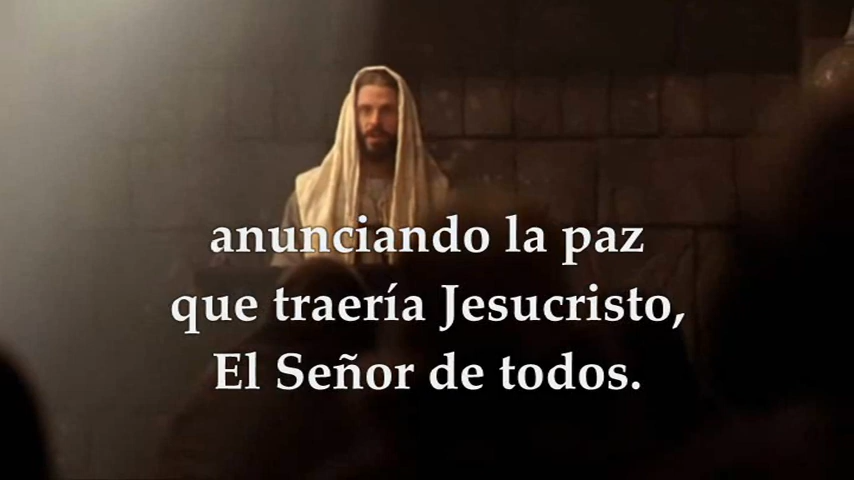 anunciando la paz
que traería Jesucristo,
El Señor de todos.